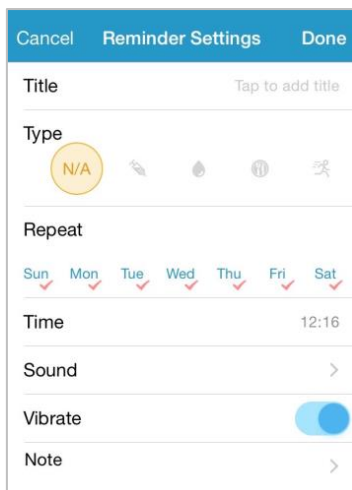 Cancel Reminder Settings Done
Title Tap to add title
Type
N/A
Repeat
Sun Mon Tue Wed Thu Fri Sat
Time 12:16
Sound
Vibrate
Note